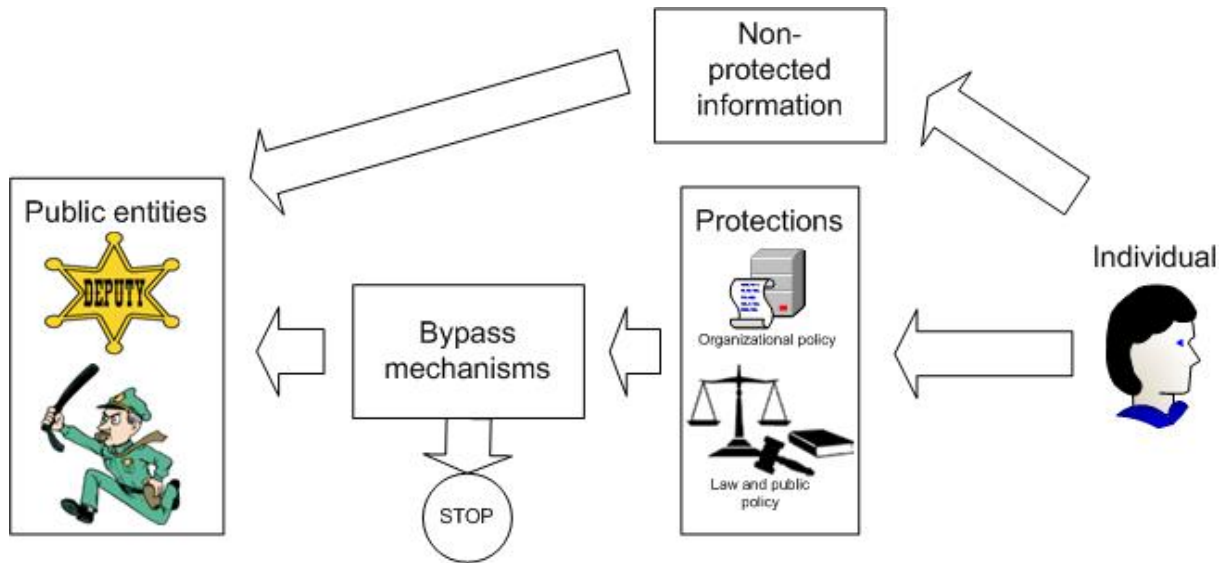 Non-
protected
information
Public entities
DEPUTY
Protections
Organizational policy
Law and public
policy
Bypass
mechanisms
STOP
Individual